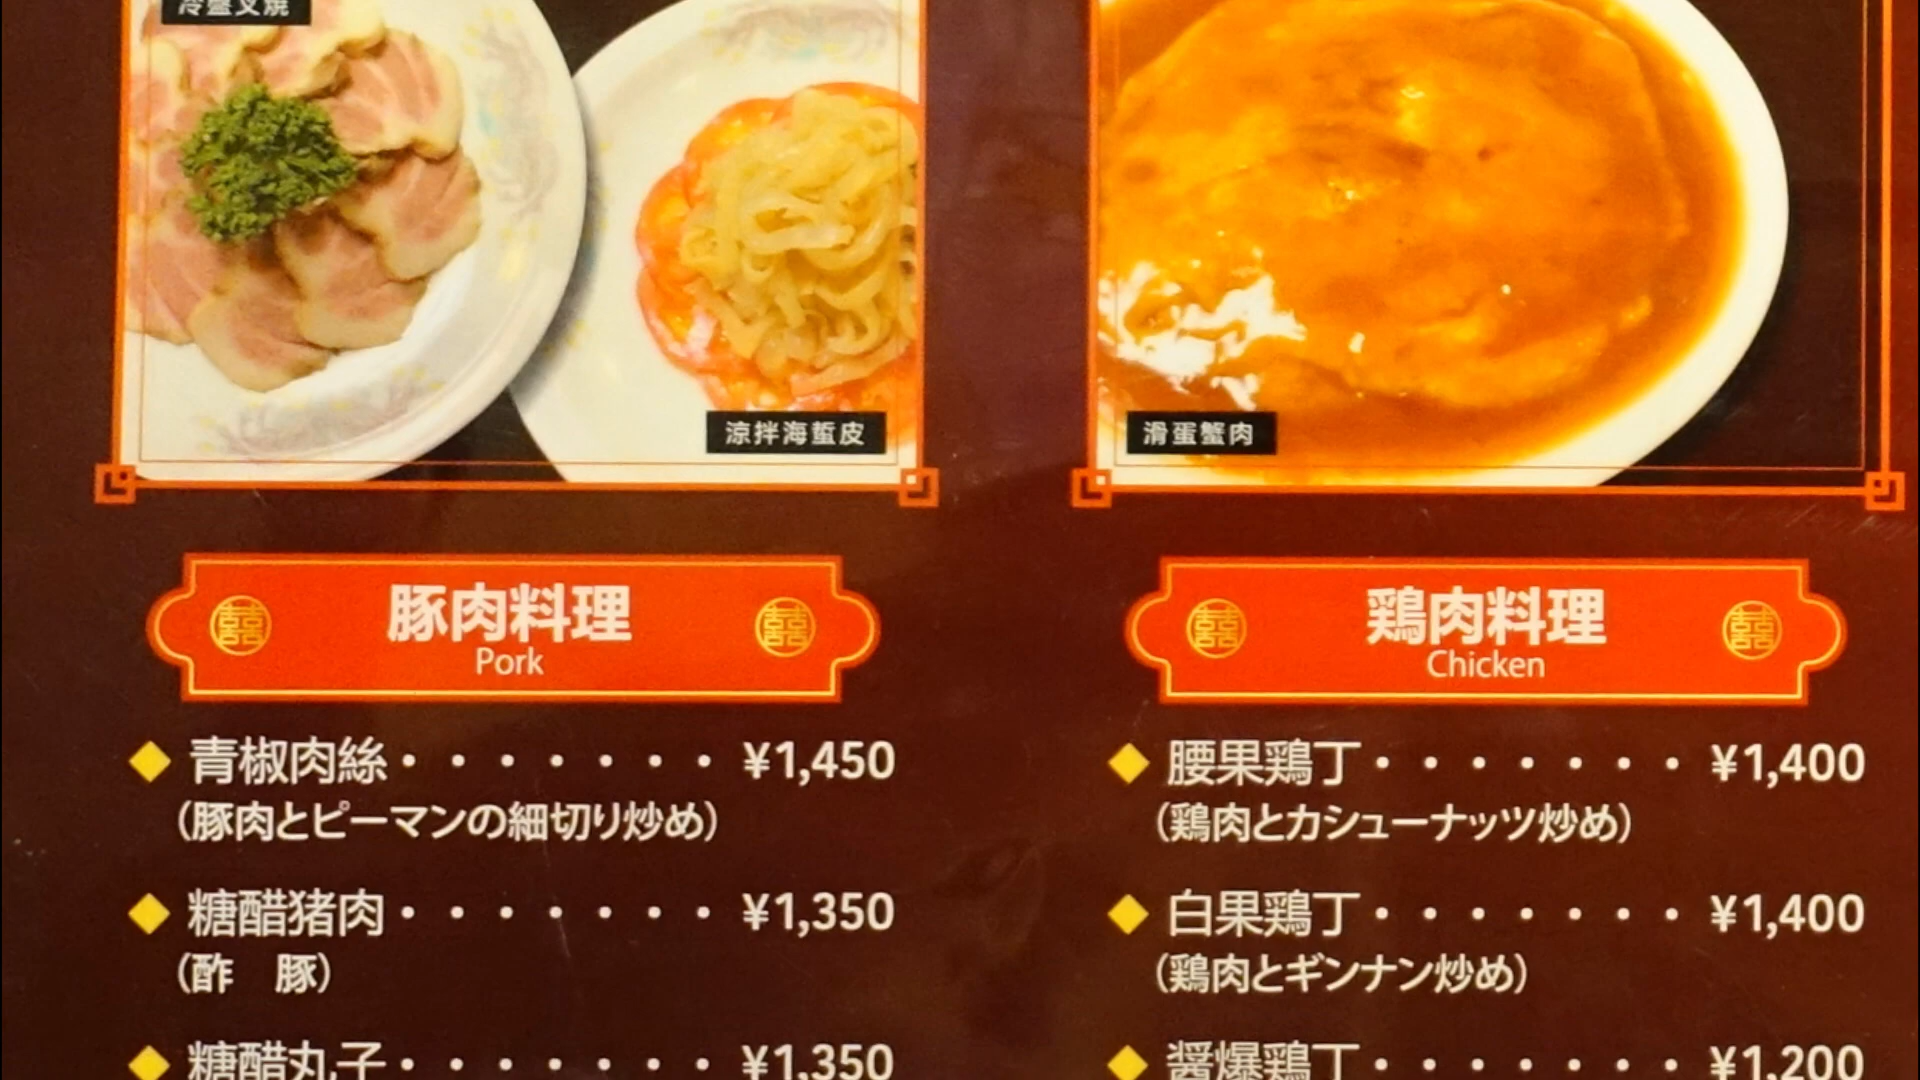 冷盤叉焼
涼拌海蜇皮
滑蛋蟹肉
豚肉料理
Pork
青椒肉絲・・・・・・・¥1,450
(豚肉とピーマンの細切り炒め)
糖醋猪肉・・・・・・・¥1,350
(酢 豚)
糖醋丸子・・・・・・・¥1,350
鶏肉料理
Chicken
腰果鶏丁・・・・・・・¥1,400
(鶏肉とカシューナッツ炒め)
白果鶏丁・・・・・・・¥1,400
(鶏肉とギンナン炒め)
醤爆鶏丁・・・・・・・¥1,200